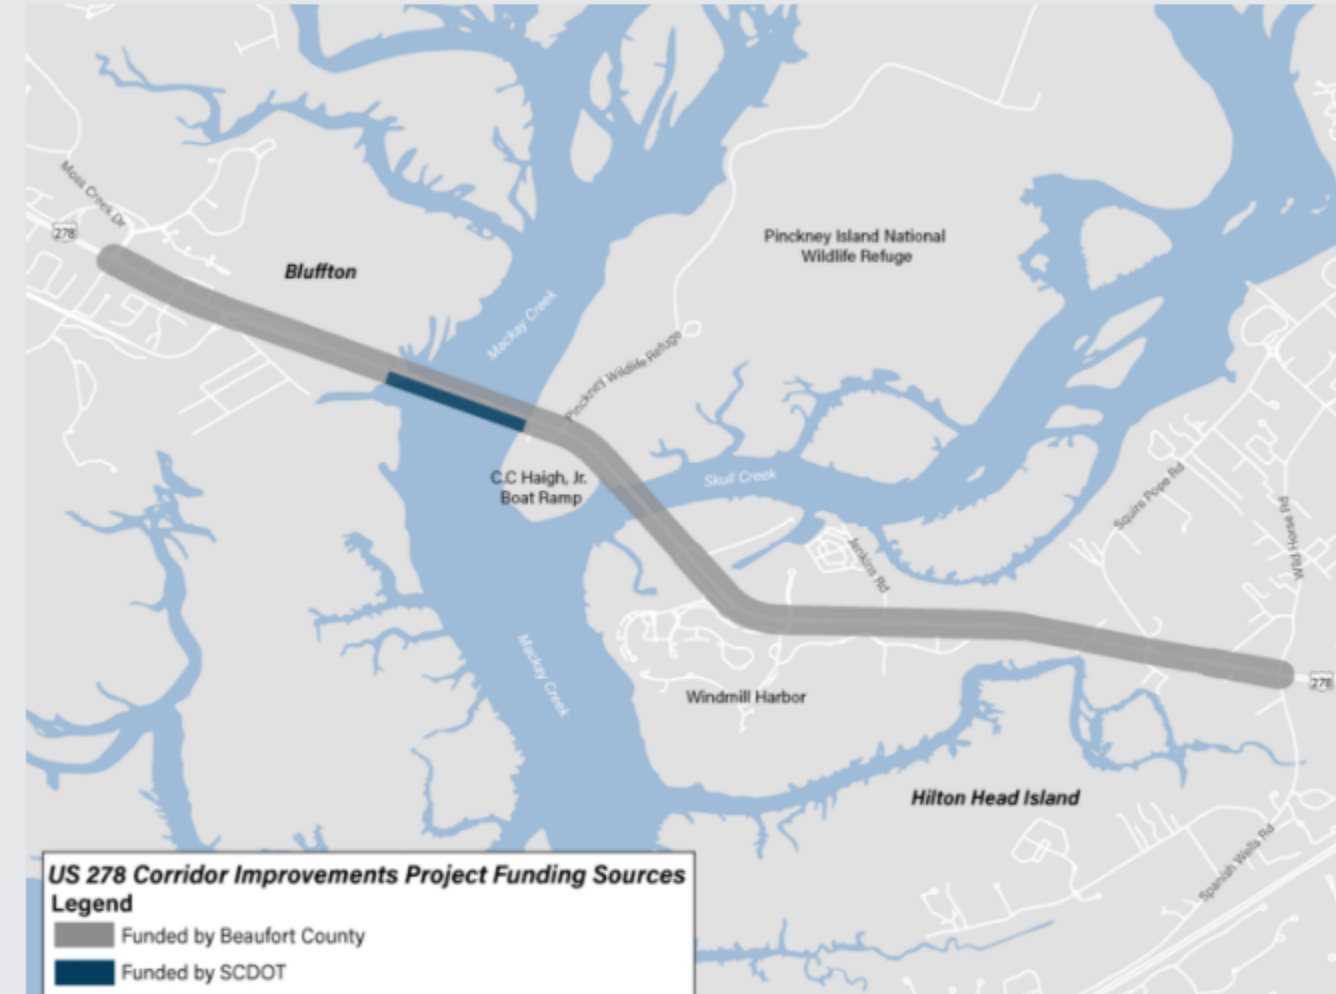 Moss Creek Dr
278
Bluffton
Pinckney Island National
Wildlife Refuge
Mackay Creek
Pinckney Wildlife Refuge
C.C Haigh, Jr.
Boat Ramp
Skull Creek
Squire Pope Rd
Wild Horse Rd
Jenkins Rd
Mackay Creek
Windmill Harbor
278
Hilton Head Island
Spanish Wells Rd
US 278 Corridor Improvements Project Funding Sources
Legend
Funded by Beaufort County
Funded by SCDOT